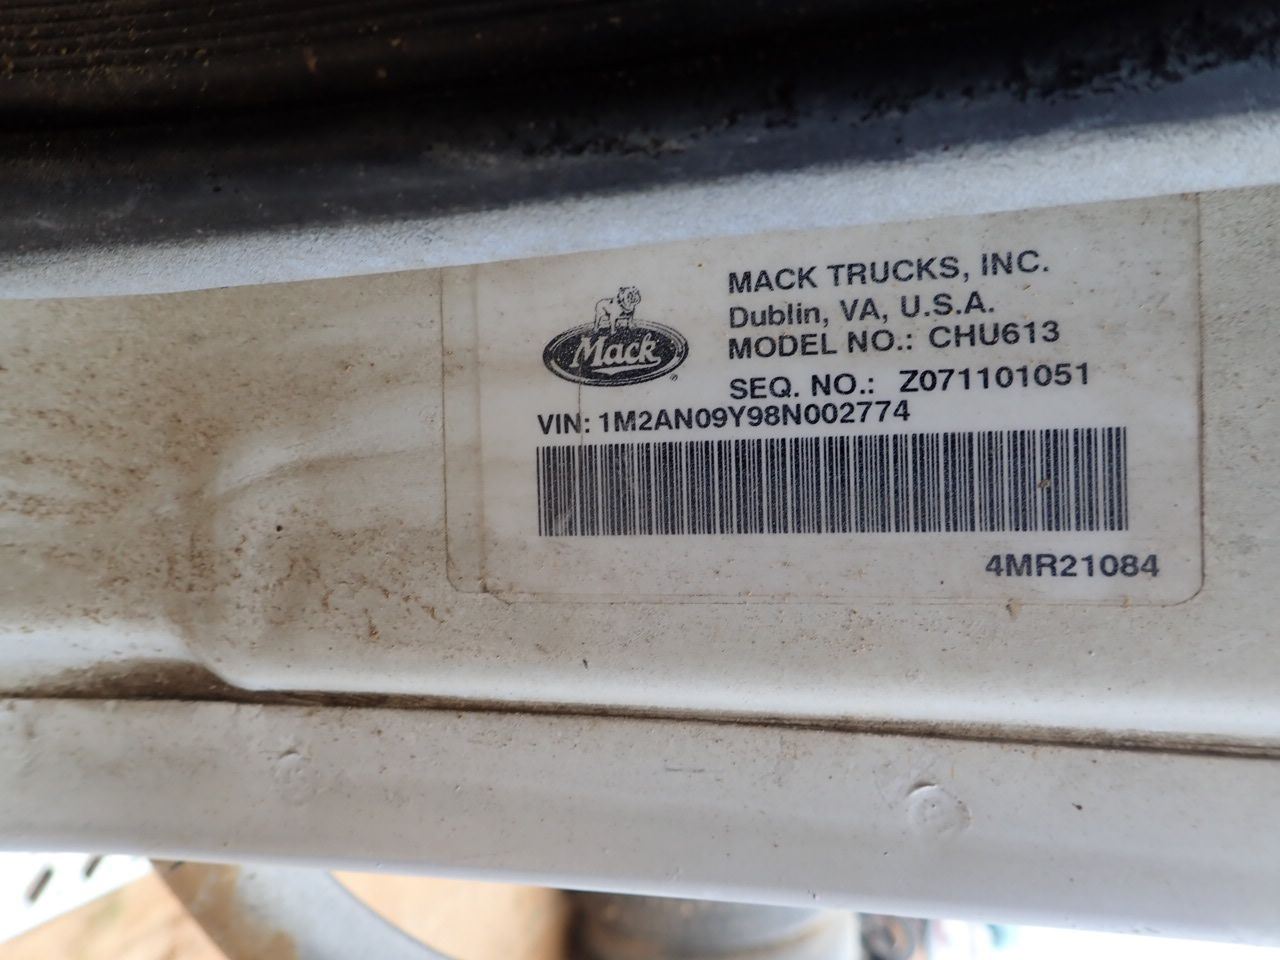 MACK TRUCKS, INC.
Dublin, VA, U.S.A.
MODEL NO.: CHU613
Mack
SEQ. NO.: Z071101051
VIN: 1M2AN09Y98N002774
4MR21084